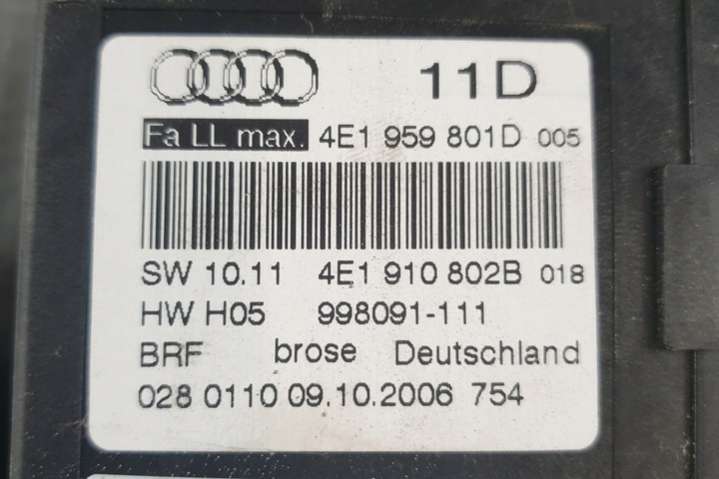 11D
Fa LL max. 4E1 959 801D 005
SW 10.11 4E1 910 802B 018
HW H05 998091-111
BRF brose Deutschland
028 0110 09.10.2006 754